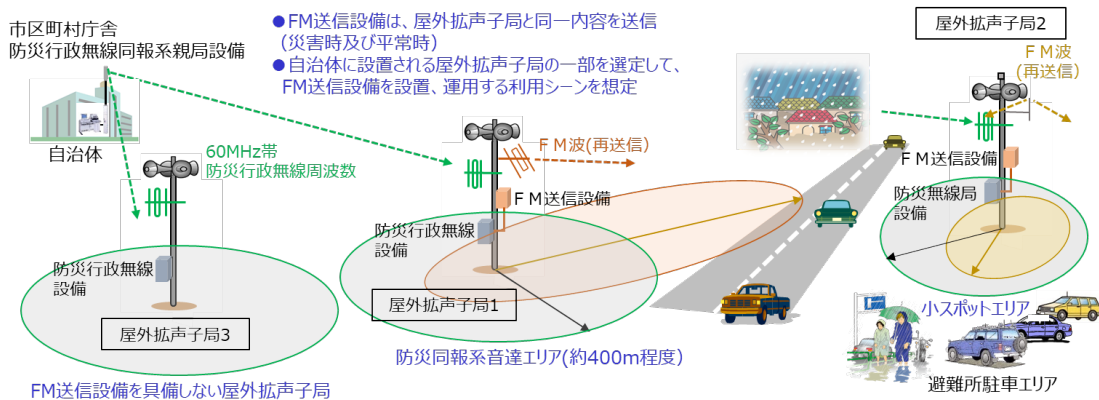 ●FM送信設備は、屋外拡声子局と同一内容を送信
(災害時及び平常時)
●自治体に設置される屋外拡声子局の一部を選定して、
FM送信設備を設置、運用する利用シーンを想定
市区町村庁舎
防災行政無線同報系親局設備
自治体
60MHz帯
防災行政無線周波数
防災行政無線
設備
屋外拡声子局3
FM送信設備を具備しない屋外拡声子局
ＦＭ波(再送信)
ＦＭ送信設備
防災行政無線
設備
屋外拡声子局1
防災同報系音達エリア(約400m程度)
屋外拡声子局2
ＦＭ波
(再送信)
ＦＭ送信設備
防災無線局
設備
小スポットエリア
避難所駐車エリア